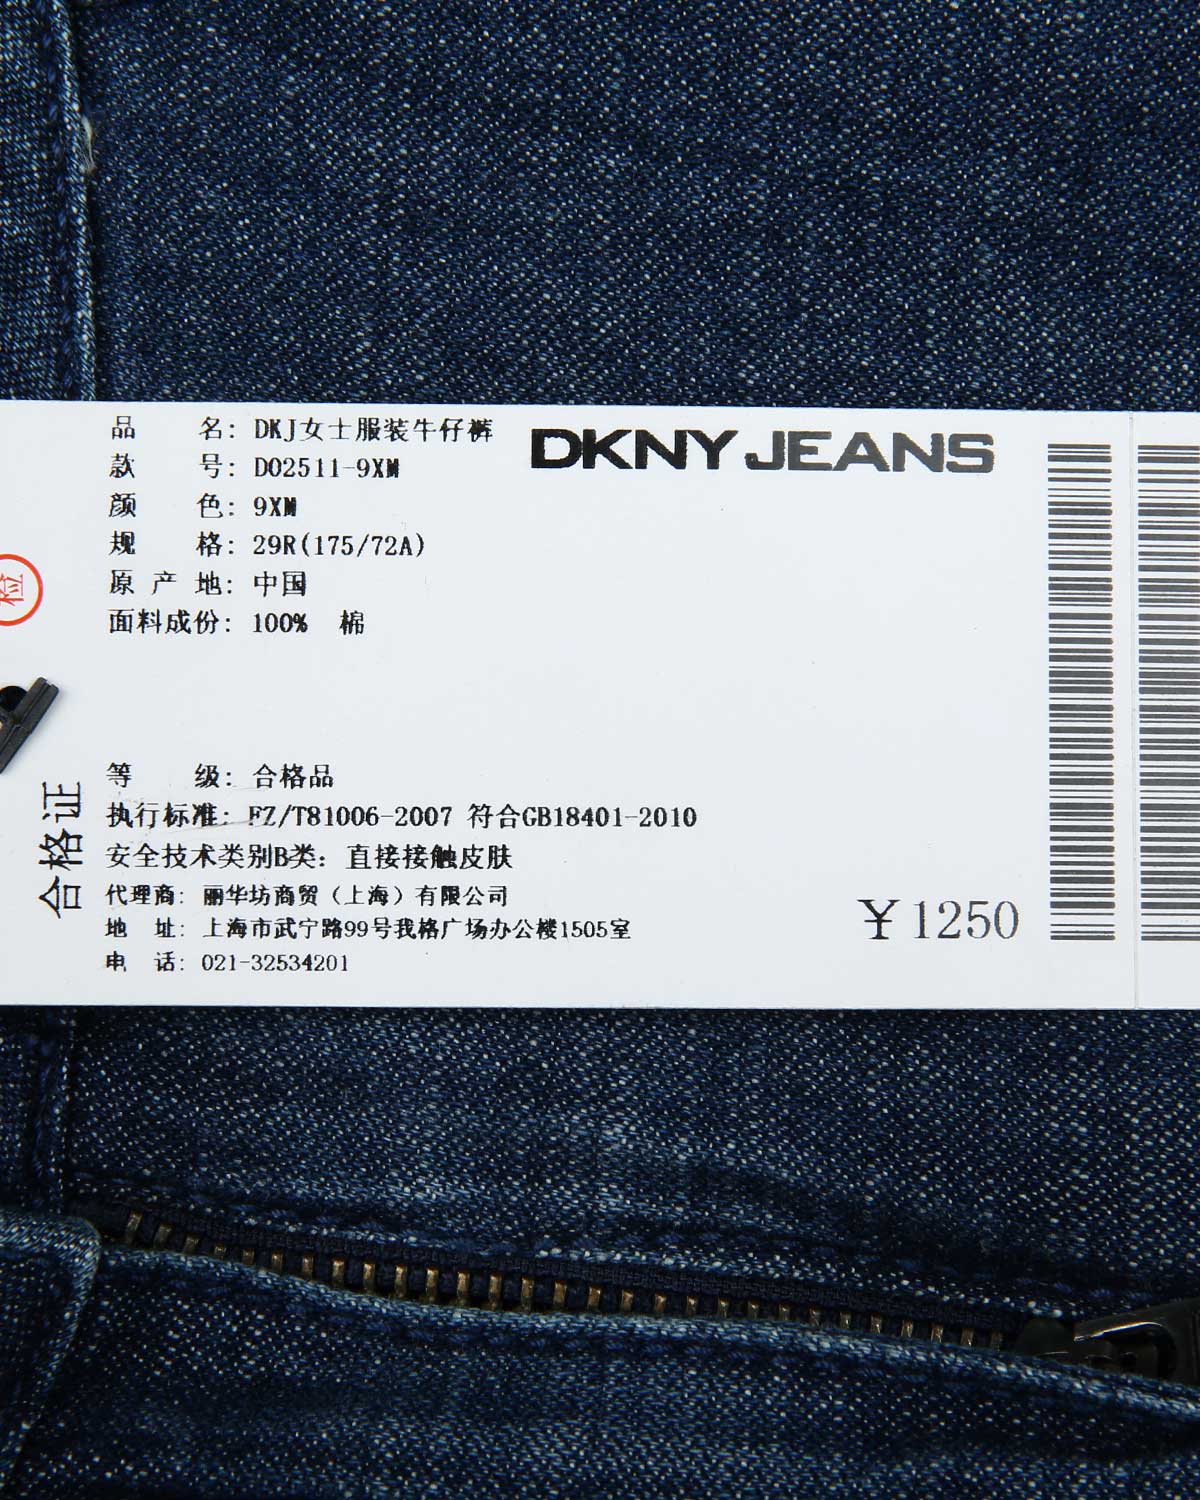 品 名: DKJ女士服装牛仔裤
DKNY JEANS
款 号: D02511-9XM
颜 色: 9XM
规 格: 29R(175/72A)
原 产 地: 中国
面料成份: 100% 棉
检
合格证
等 级: 合格品
执行标准: FZ/T81006-2007 符合GB18401-2010
安全技术类别B类: 直接接触皮肤
代理商: 丽华坊商贸（上海）有限公司
地 址: 上海市武宁路99号我格广场办公楼1505室
电 话: 021-32534201
¥1250